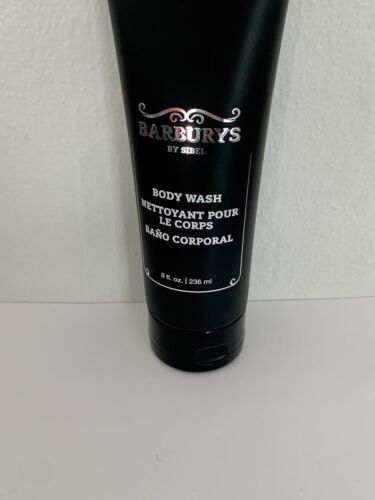 BARBURYS
BY SIBEL
BODY WASH
NETTOYANT POUR
LE CORPS
BAÑO CORPORAL
8 fl. oz. | 236 ml